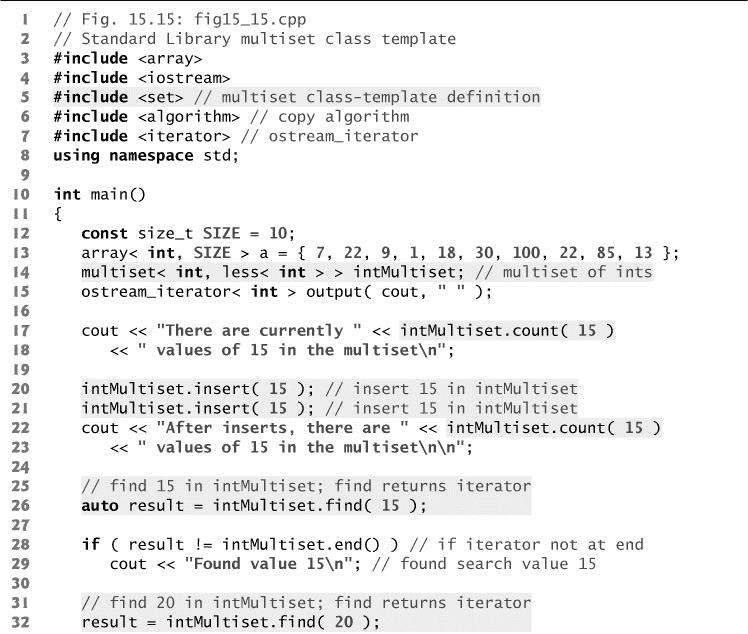 1 // Fig. 15.15: fig15_15.cpp
2 // Standard Library multiset class template
3 #include <array>
4 #include <iostream>
5 #include <set> // multiset class-template definition
6 #include <algorithm> // copy algorithm
7 #include <iterator> // ostream_iterator
8 using namespace std;
9
10 int main()
11 {
12 const size_t SIZE = 10;
13 array< int, SIZE > a = { 7, 22, 9, 1, 18, 30, 100, 22, 85, 13 };
14 multiset< int, less< int > > intMultiset; // multiset of ints
15 ostream_iterator< int > output( cout, " " );
16
17 cout << "There are currently " << intMultiset.count( 15 )
18 << " values of 15 in the multiset\n";
19
20 intMultiset.insert( 15 ); // insert 15 in intMultiset
21 intMultiset.insert( 15 ); // insert 15 in intMultiset
22 cout << "After inserts, there are " << intMultiset.count( 15 )
23 << " values of 15 in the multiset\n\n";
24
25 // find 15 in intMultiset; find returns iterator
26 auto result = intMultiset.find( 15 );
27
28 if ( result != intMultiset.end() ) // if iterator not at end
29 cout << "Found value 15\n"; // found search value 15
30
31 // find 20 in intMultiset; find returns iterator
32 result = intMultiset.find( 20 );